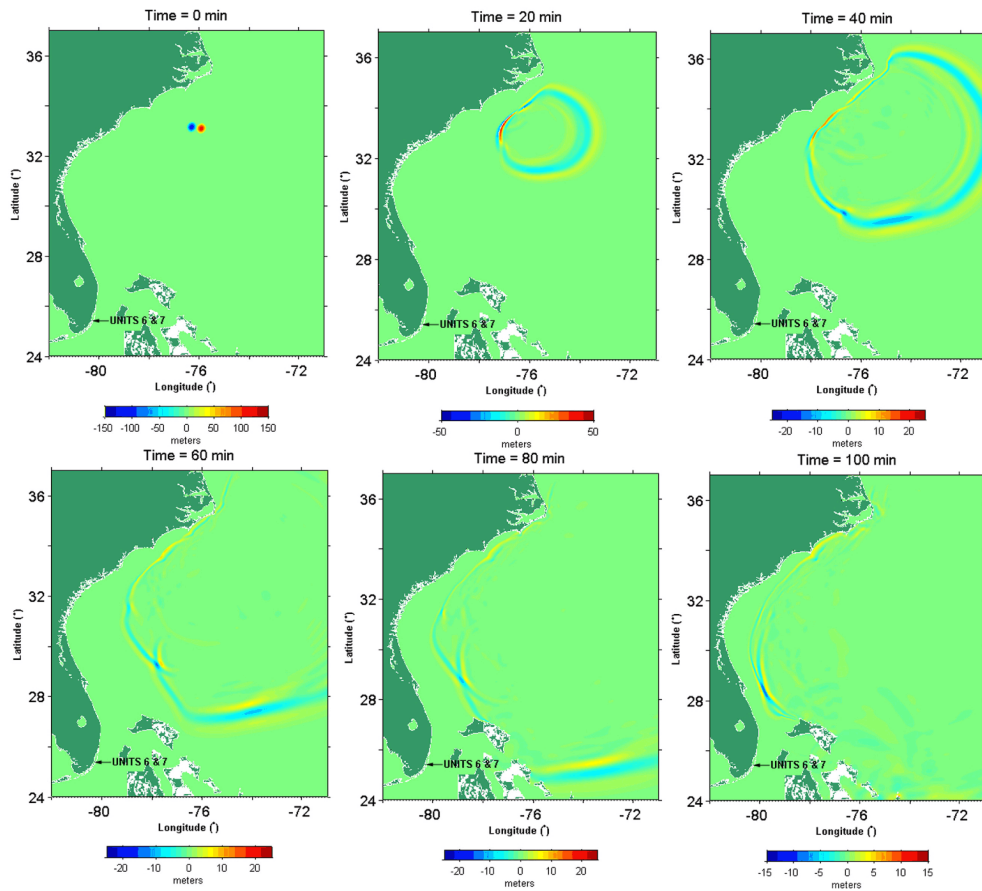 Time = 0 min
36
32
28
24
Latitude (°)
UNITS 6 & 7
-80
-76
-72
Longitude (°)
-150 -100 -50 0 50 100 150
meters
Time = 20 min
36
32
28
24
Latitude (°)
UNITS 6 & 7
-80
-76
-72
Longitude (°)
-50 0 50
meters
Time = 40 min
36
32
28
24
Latitude (°)
UNITS 6 & 7
-80
-76
-72
Longitude (°)
-20 -10 0 10 20
meters
Time = 60 min
36
32
28
24
Latitude (°)
UNITS 6 & 7
-80
-76
-72
Longitude (°)
-20 -10 0 10 20
meters
Time = 80 min
36
32
28
24
Latitude (°)
UNITS 6 & 7
-80
-76
-72
Longitude (°)
-20 -10 0 10 20
meters
Time = 100 min
36
32
28
24
Latitude (°)
UNITS 6 & 7
-80
-76
-72
Longitude (°)
-15 -10 -5 0 5 10 15
meters